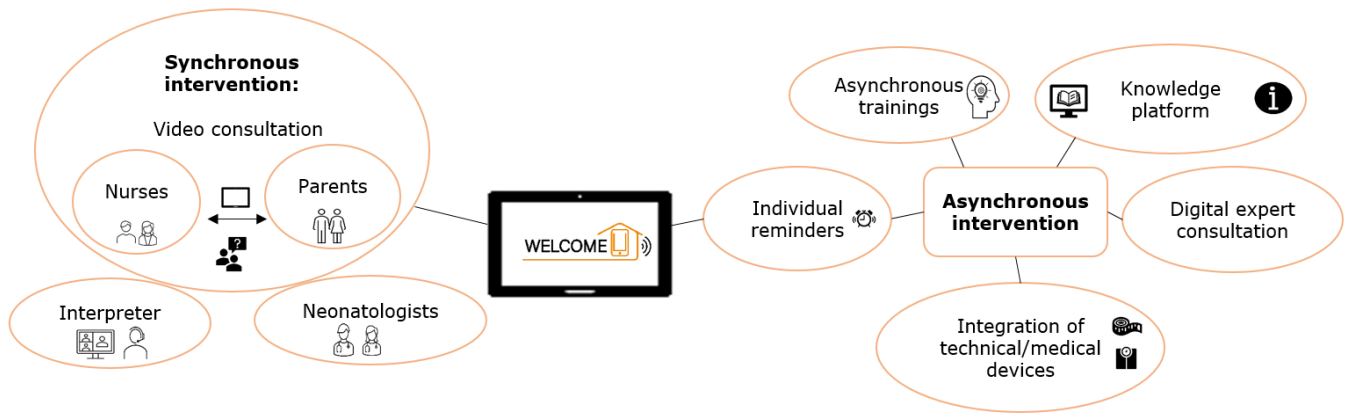 Synchronous
intervention:
Video consultation
Nurses
Parents
?
Interpreter
Neonatologists
WELCOME
Asynchronous
trainings
Knowledge
platform
i
Individual
reminders
Asynchronous
intervention
Digital expert
consultation
Integration of
technical/medical
devices